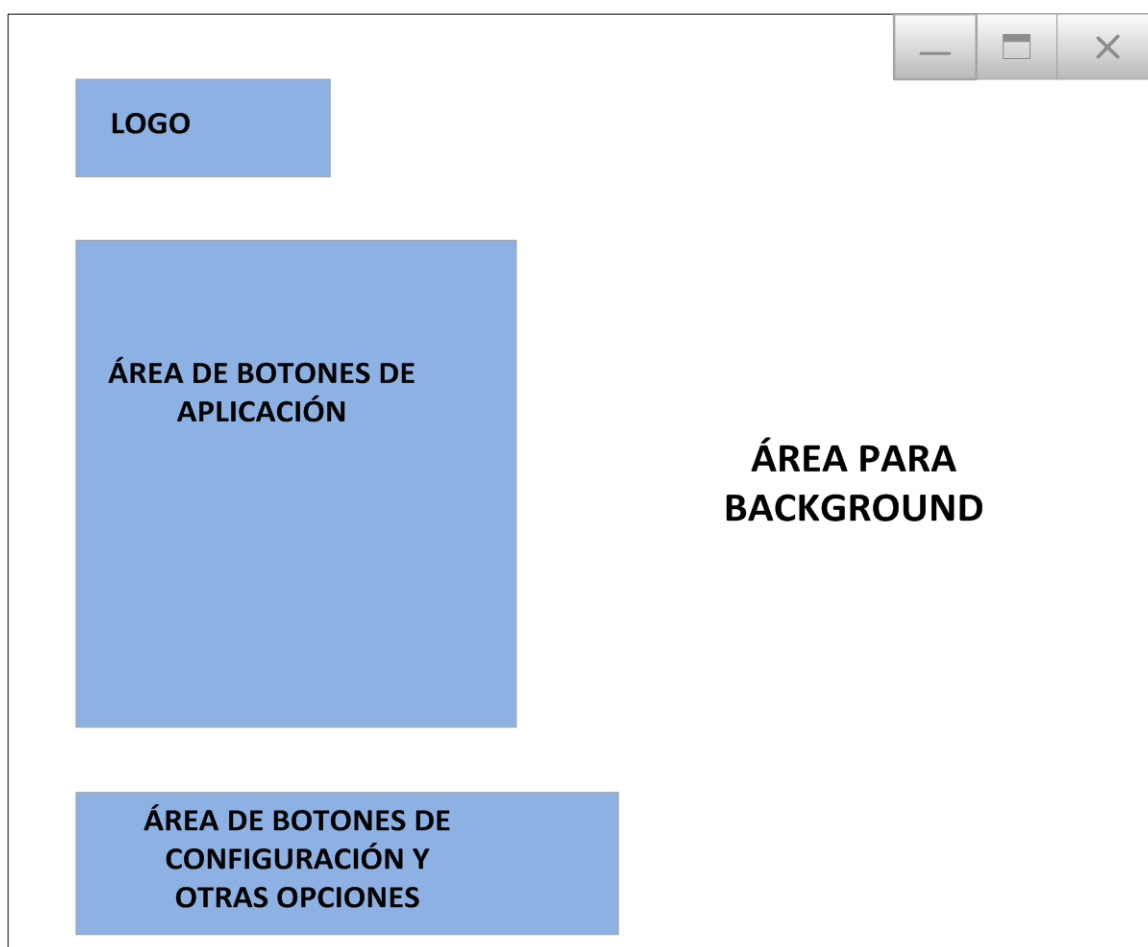 LOGO
ÁREA DE BOTONES DE
APLICACIÓN
ÁREA PARA
BACKGROUND
ÁREA DE BOTONES DE
CONFIGURACIÓN Y
OTRAS OPCIONES